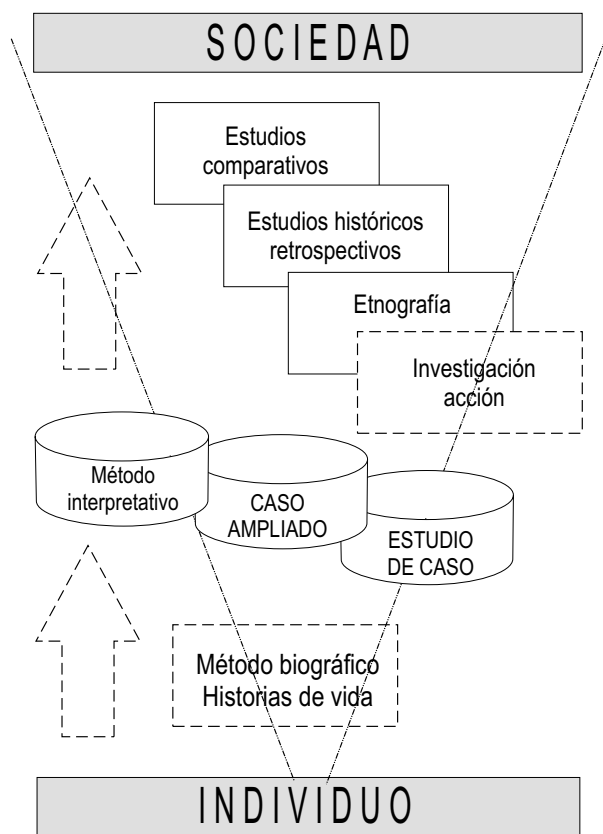 SOCIEDAD
Estudios
comparativos
Estudios históricos
retrospectivos
Etnografía
Investigación
acción
Método
interpretativo
CASO
AMPLIADO
ESTUDIO
DE CASO
Método biográfico
Historias de vida
INDIVIDUO